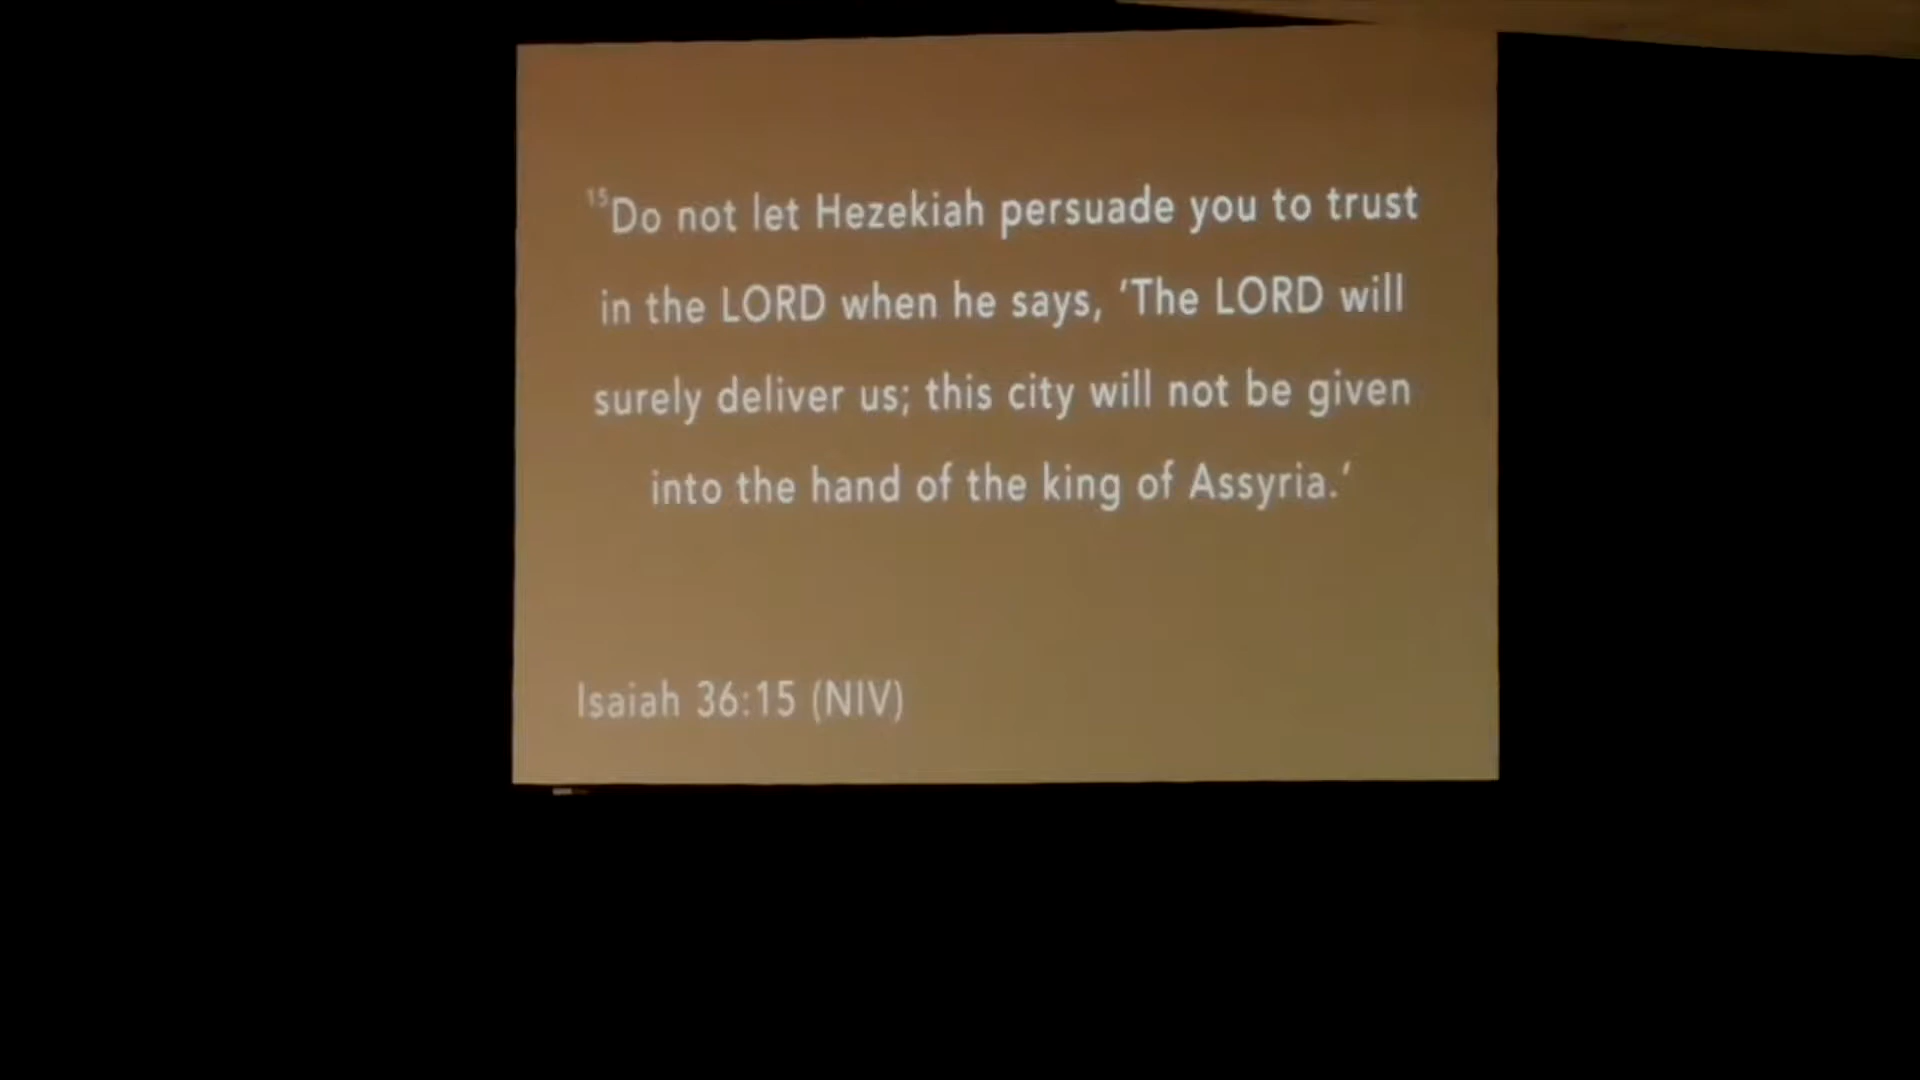 ¹⁵Do not let Hezekiah persuade you to trust
in the LORD when he says, ‘The LORD will
surely deliver us; this city will not be given
into the hand of the king of Assyria.’
Isaiah 36:15 (NIV)